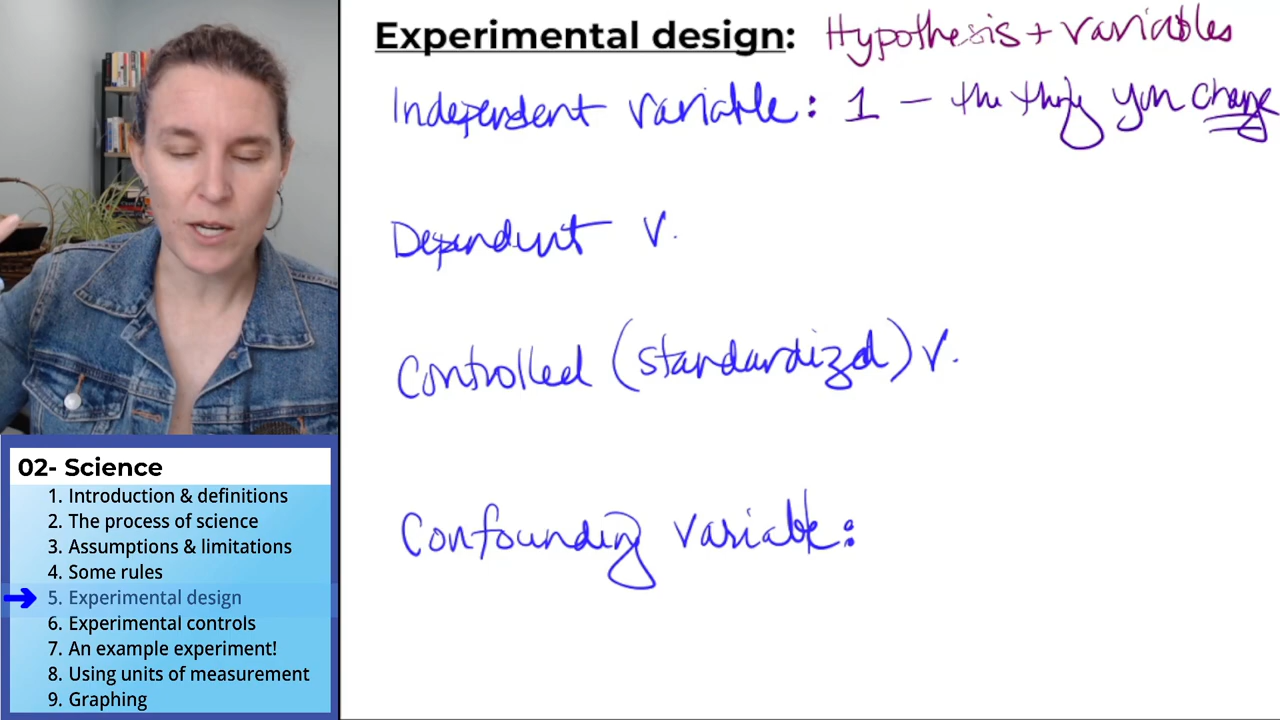 Experimental design: Hypothesis + variables
Independent variable: 1 – the thing you change
Dependent v.
Controlled (standardized) v.
Confounding variable:
02- Science
1. Introduction & definitions
2. The process of science
3. Assumptions & limitations
4. Some rules
5. Experimental design
6. Experimental controls
7. An example experiment!
8. Using units of measurement
9. Graphing